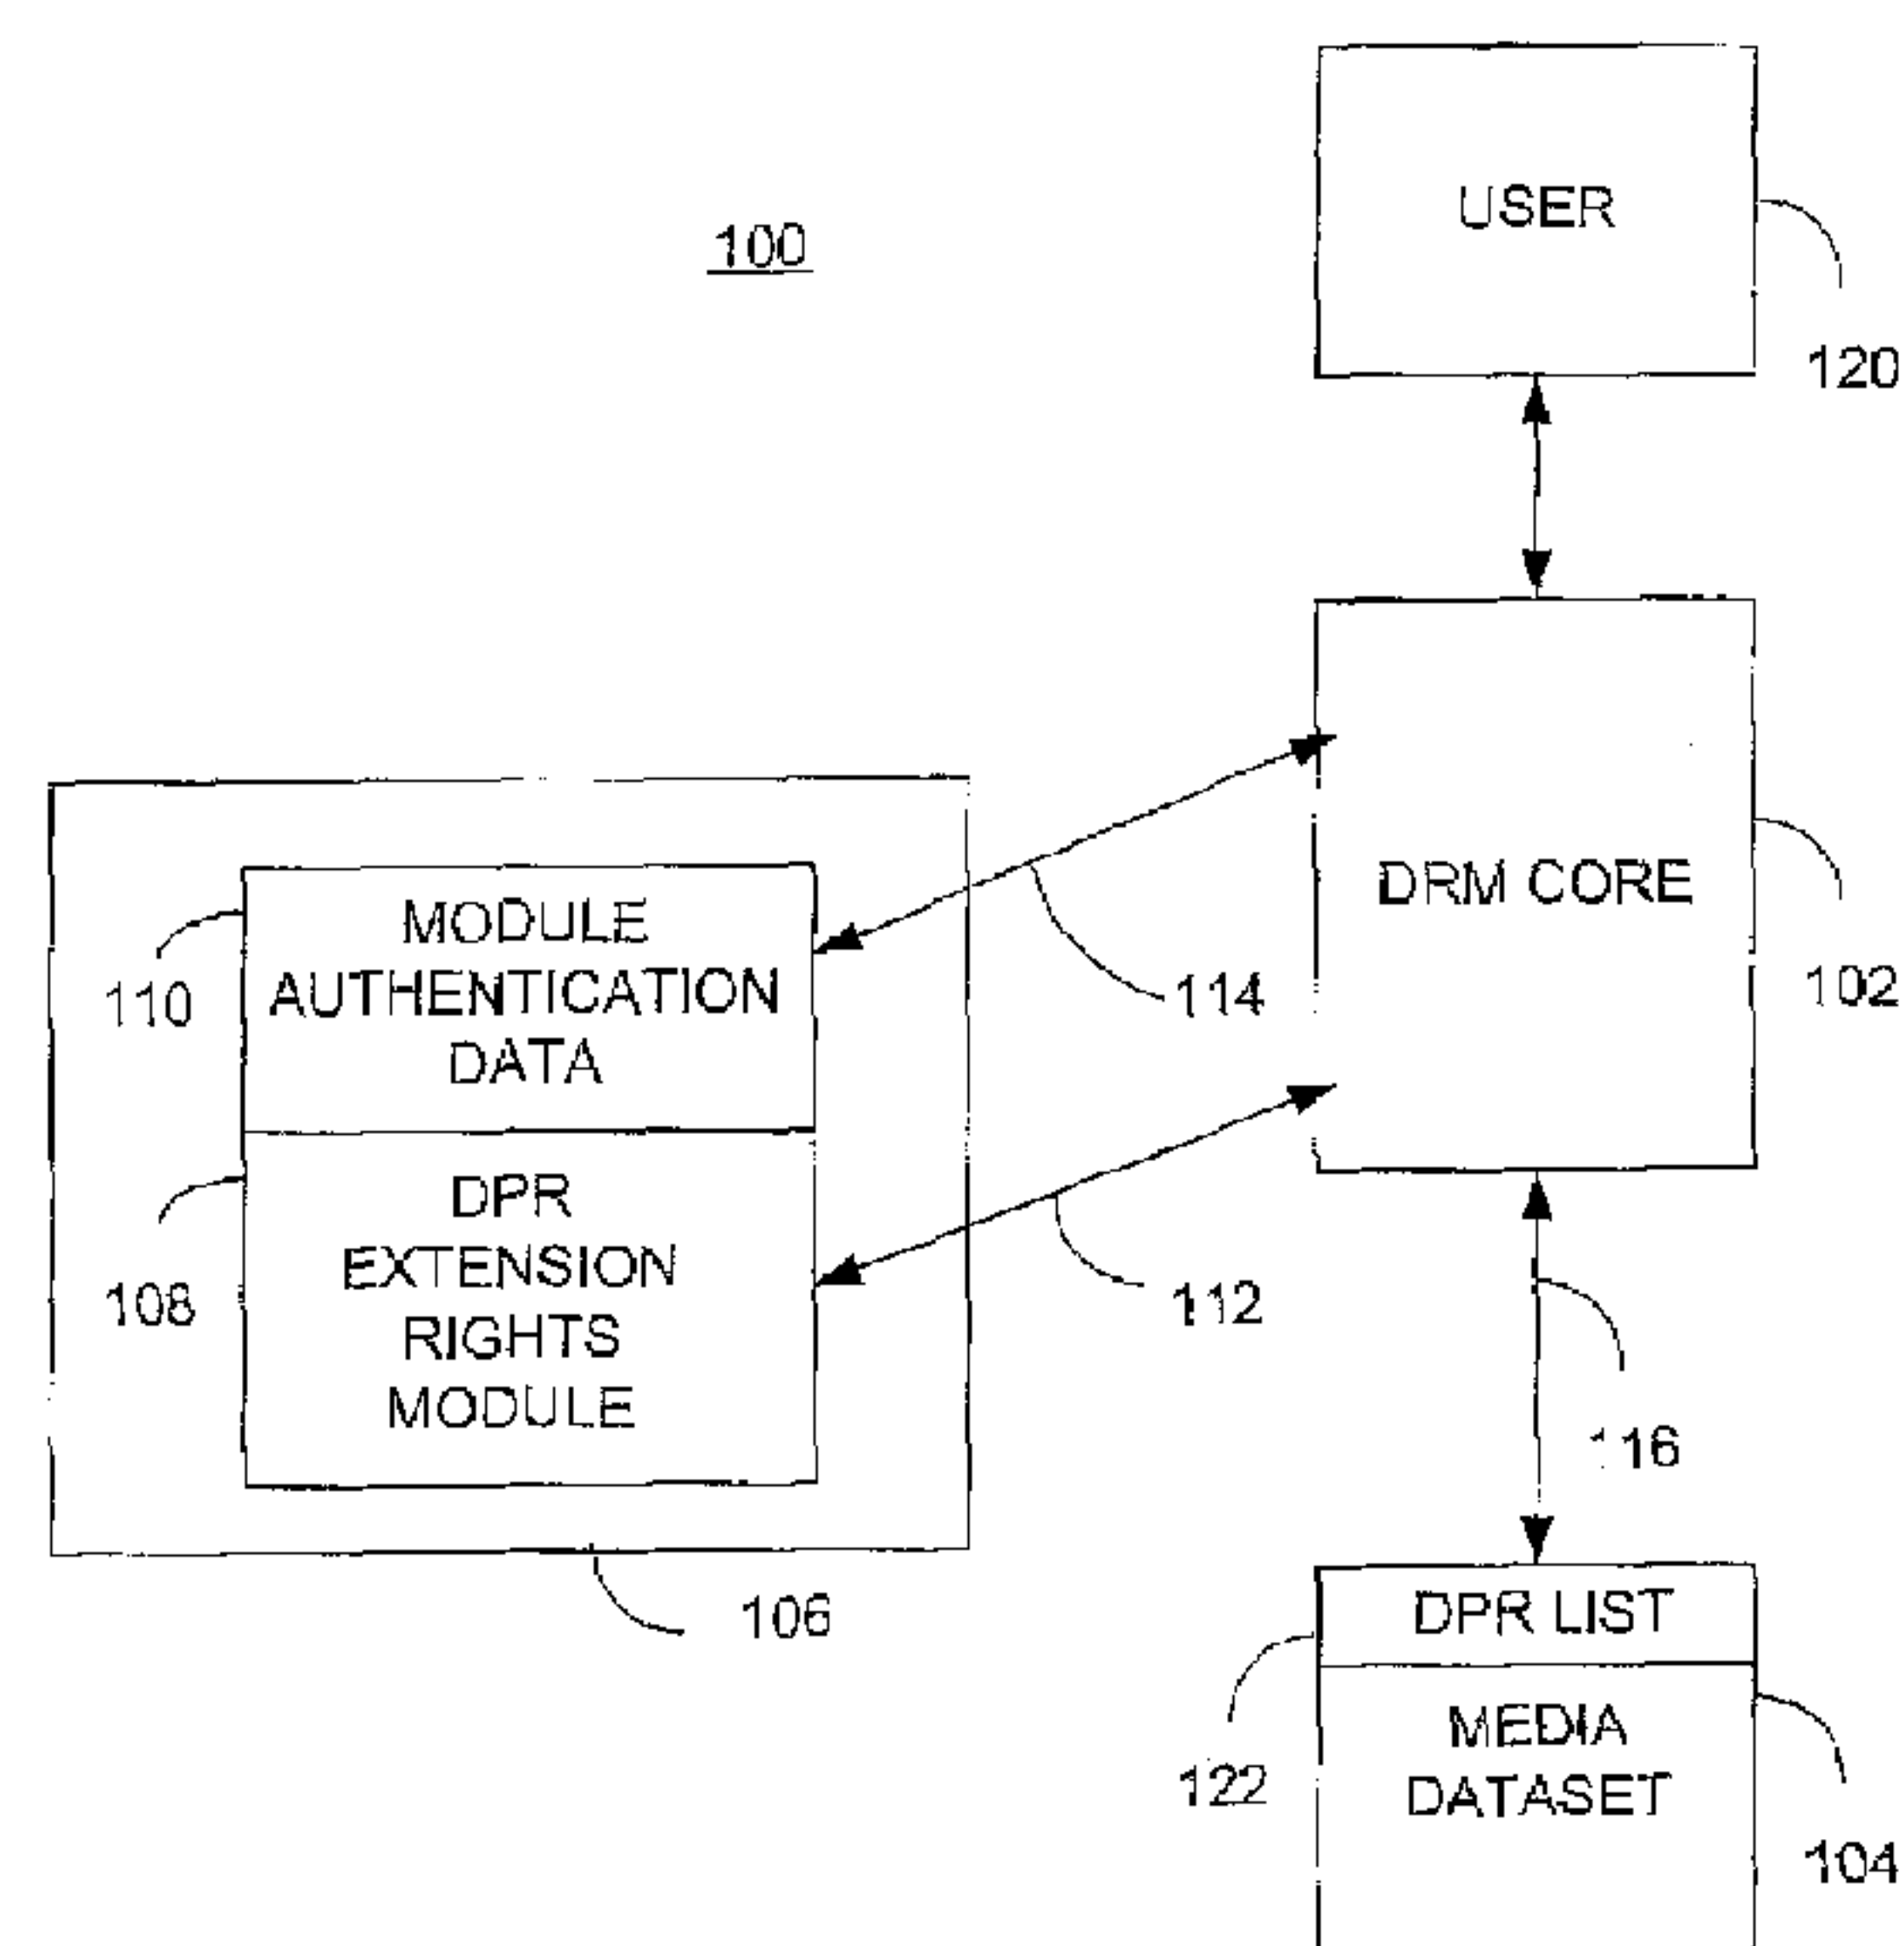 100
USER
120
DRM CORE
102
MODULE
AUTHENTICATION
DATA
110
114
DPR
EXTENSION
RIGHTS
MODULE
108
112
116
106
DPR LIST
122
MEDIA
DATASET
104